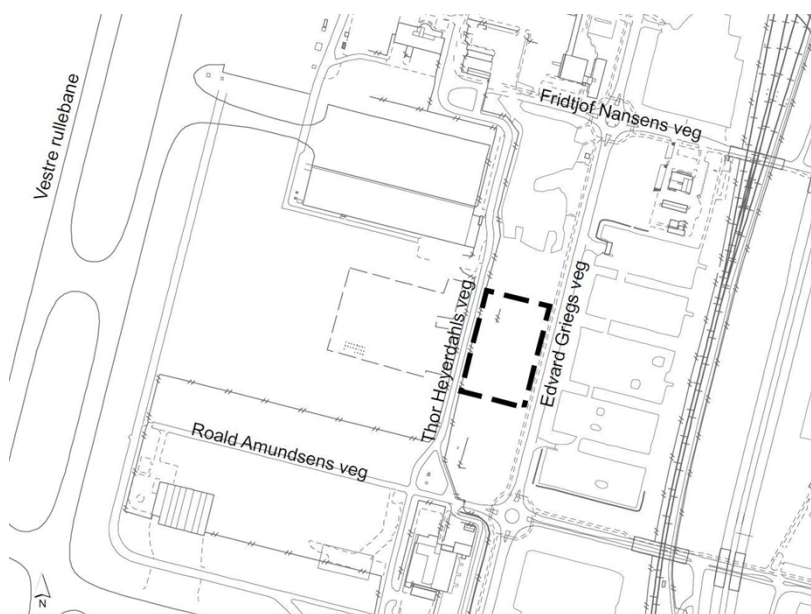 Fridtjof Nansens veg
Vestre rullebane
Thor Heyerdahls veg
Edvard Griegs veg
Roald Amundsens veg
N